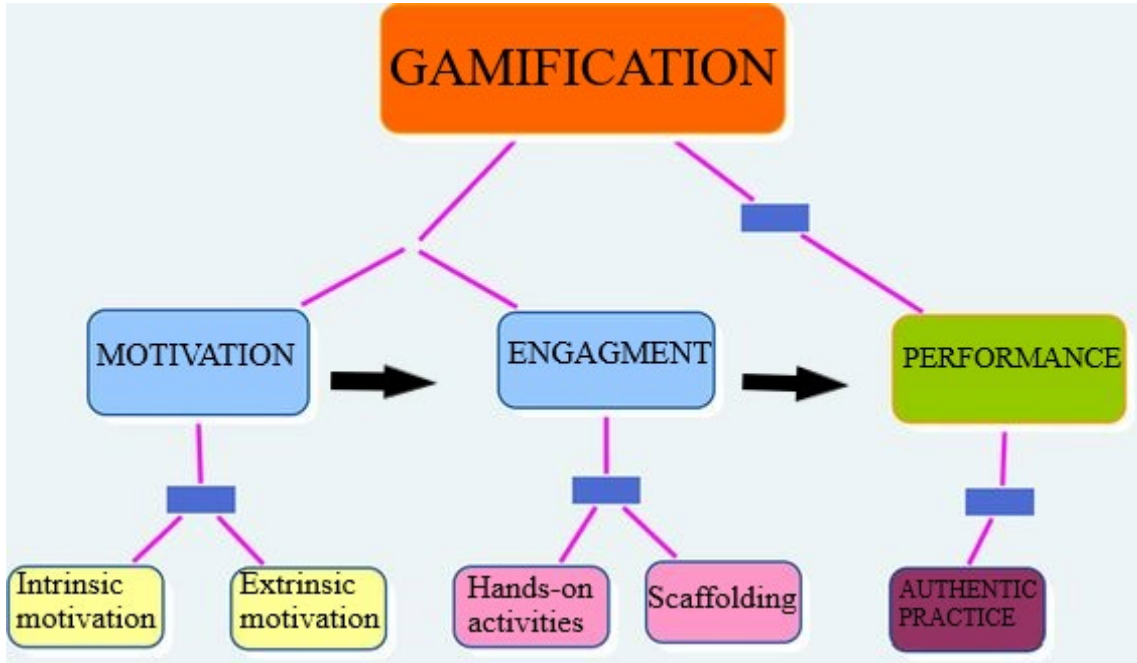 GAMIFICATION
MOTIVATION
ENGAGMENT
PERFORMANCE
Intrinsic
motivation
Extrinsic
motivation
Hands-on
activities
Scaffolding
AUTHENTIC
PRACTICE